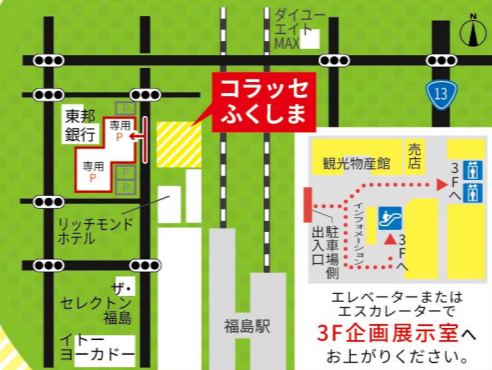 ダイユー
エイト
MAX
N
13
コラッセ
ふくしま
東邦
銀行
P
専用
P
専用
P
P
P
リッチモンド
ホテル
ザ・
セレクトン
福島
イトー
ヨーカドー
福島駅
観光物産館
売店
3Fへ
インフォメーション
3Fへ
駐車場側
出入口
エレベーターまたは
エスカレーターで
3F企画展示室へ
お上がりください。